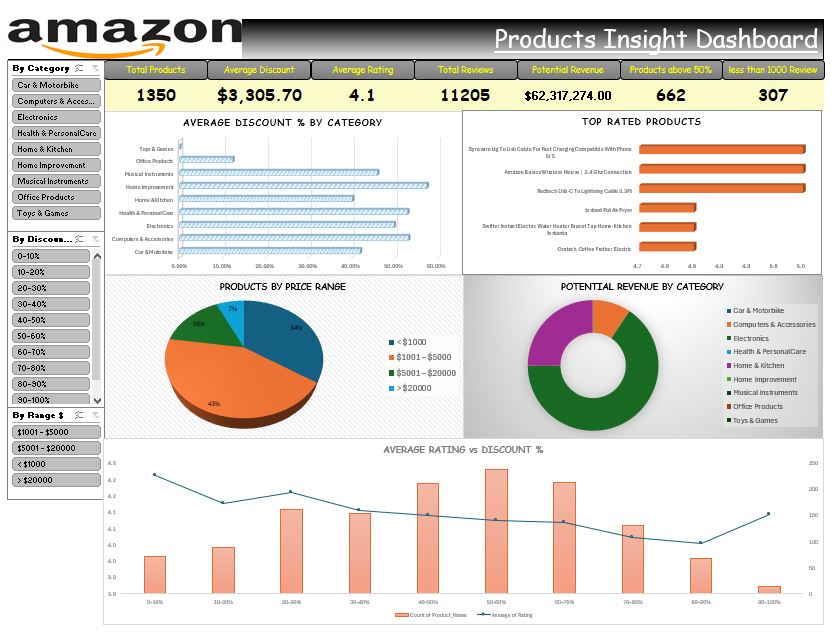 amazon
Products Insight Dashboard
By Category
Car & Motorbike
Computers & Acces...
Electronics
Health & PersonalCare
Home & Kitchen
Home Improvement
Musical Instruments
Office Products
Toys & Games
By Discoun...
0-10%
10-20%
20-30%
30-40%
40-50%
50-60%
60-70%
70-80%
80-90%
90-100%
By Range $
$1001 - $5000
$5001 - $20000
< $1000
> $20000
Total Products
Average Discount
Average Rating
Total Reviews
Potential Revenue
Products above 50%
less than 1000 Review
1350
$3,305.70
4.1
11205
$62,317,274.00
662
307
AVERAGE DISCOUNT % BY CATEGORY
Toys & Games
Office Products
Musical Instruments
Home Improvement
Home & Kitchen
Health & PersonalCare
Electronics
Computers & Accessories
Car & Motorbike
0.00% 10.00% 20.00% 30.00% 40.00% 50.00% 60.00%
TOP RATED PRODUCTS
Syncwire Ltg To Usb Cable For Fast Charging Compatible With Phone
5/5
Amazon Basics Wireless Mouse | 2.4 Ghz Connection
Redtech Usb-C To Lightning Cable 3.3Ft
Instant Pot Air Fryer
Swiffer Instant Electric Water Heater Faucet Tap Home-Kitchen
Instanta
Oratech Coffee Frother Electric
4.7 4.8 4.8 4.9 4.9 5.0 5.0
PRODUCTS BY PRICE RANGE
7%
18%
34%
43%
< $1000
$1001 - $5000
$5001 - $20000
> $20000
POTENTIAL REVENUE BY CATEGORY
Car & Motorbike
Computers & Accessories
Electronics
Health & PersonalCare
Home & Kitchen
Home Improvement
Musical Instruments
Office Products
Toys & Games
AVERAGE RATING vs DISCOUNT %
4.3
4.2
4.2
4.1
4.1
4.0
4.0
3.9
3.9
250
200
150
100
50
0
0-10% 10-20% 20-30% 30-40% 40-50% 50-60% 60-70% 70-80% 80-90% 90-100%
Count of Product_Name
Average of Rating